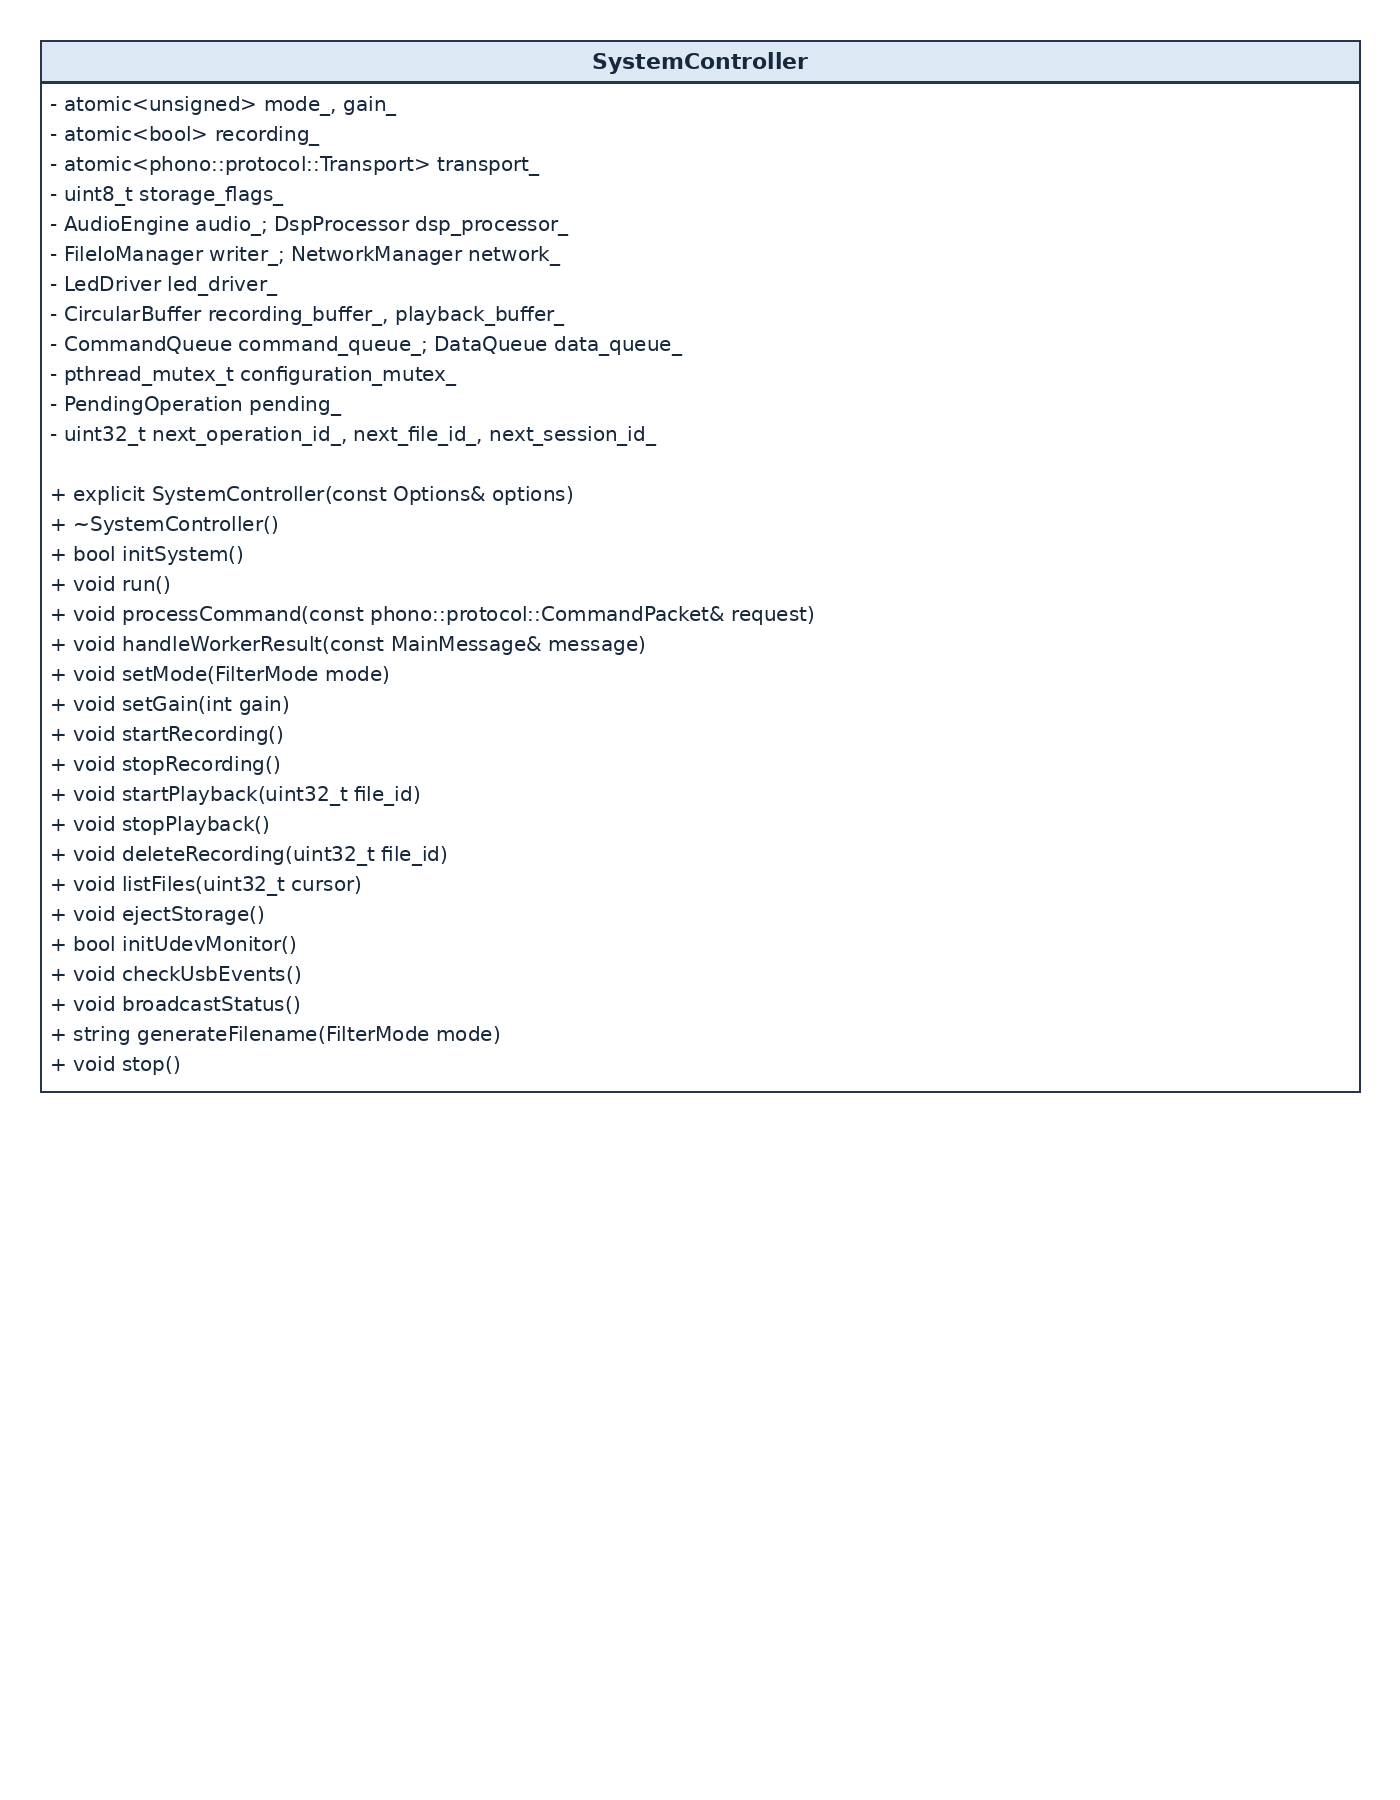 SystemController
- atomic<unsigned> mode_, gain_
- atomic<bool> recording_
- atomic<phono::protocol::Transport> transport_
- uint8_t storage_flags_
- AudioEngine audio_; DspProcessor dsp_processor_
- FileIoManager writer_; NetworkManager network_
- LedDriver led_driver_
- CircularBuffer recording_buffer_, playback_buffer_
- CommandQueue command_queue_; DataQueue data_queue_
- pthread_mutex_t configuration_mutex_
- PendingOperation pending_
- uint32_t next_operation_id_, next_file_id_, next_session_id_
+ explicit SystemController(const Options& options)
+ ~SystemController()
+ bool initSystem()
+ void run()
+ void processCommand(const phono::protocol::CommandPacket& request)
+ void handleWorkerResult(const MainMessage& message)
+ void setMode(FilterMode mode)
+ void setGain(int gain)
+ void startRecording()
+ void stopRecording()
+ void startPlayback(uint32_t file_id)
+ void stopPlayback()
+ void deleteRecording(uint32_t file_id)
+ void listFiles(uint32_t cursor)
+ void ejectStorage()
+ bool initUdevMonitor()
+ void checkUsbEvents()
+ void broadcastStatus()
+ string generateFilename(FilterMode mode)
+ void stop()